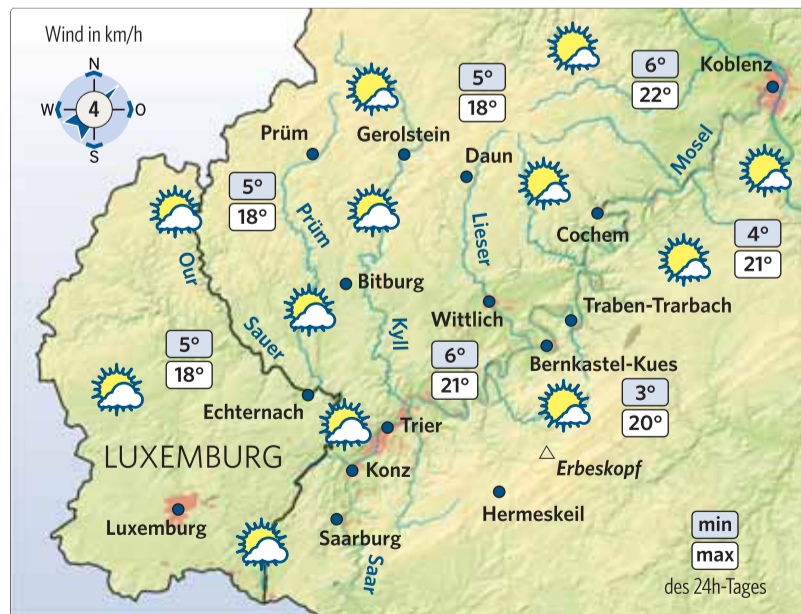 Wind in km/h
N
W 4 O
S
5°
18°
6°
22°
Koblenz
Prüm
Gerolstein
Daun
Mosel
5°
18°
Prüm
Lieser
Cochem
4°
21°
Our
Bitburg
Wittlich
Traben-Trarbach
Sauer
Kyll
5°
18°
6°
21°
Bernkastel-Kues
3°
20°
Echternach
Trier
LUXEMBURG
Konz
Erbeskopf
Hermeskeil
Luxemburg
Saarburg
Saar
min
max
des 24h-Tages